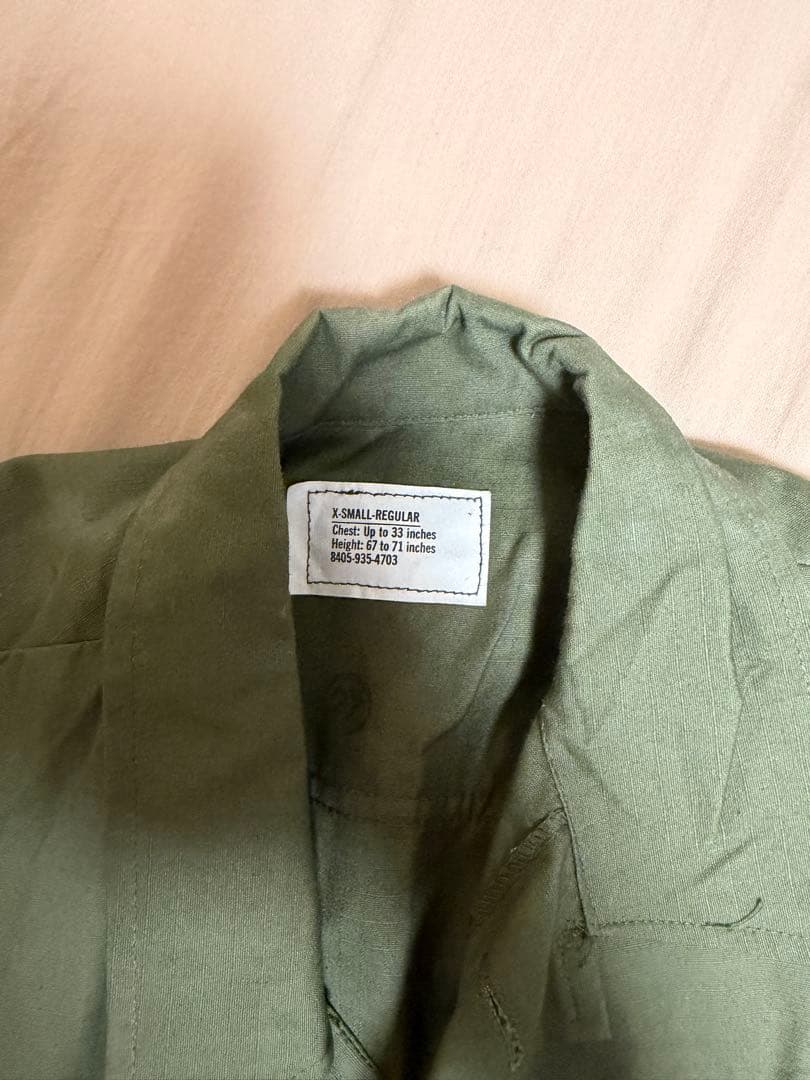 X-SMALL-REGULAR
Chest: Up to 33 inches
Height: 67 to 71 inches
8405-935-4703